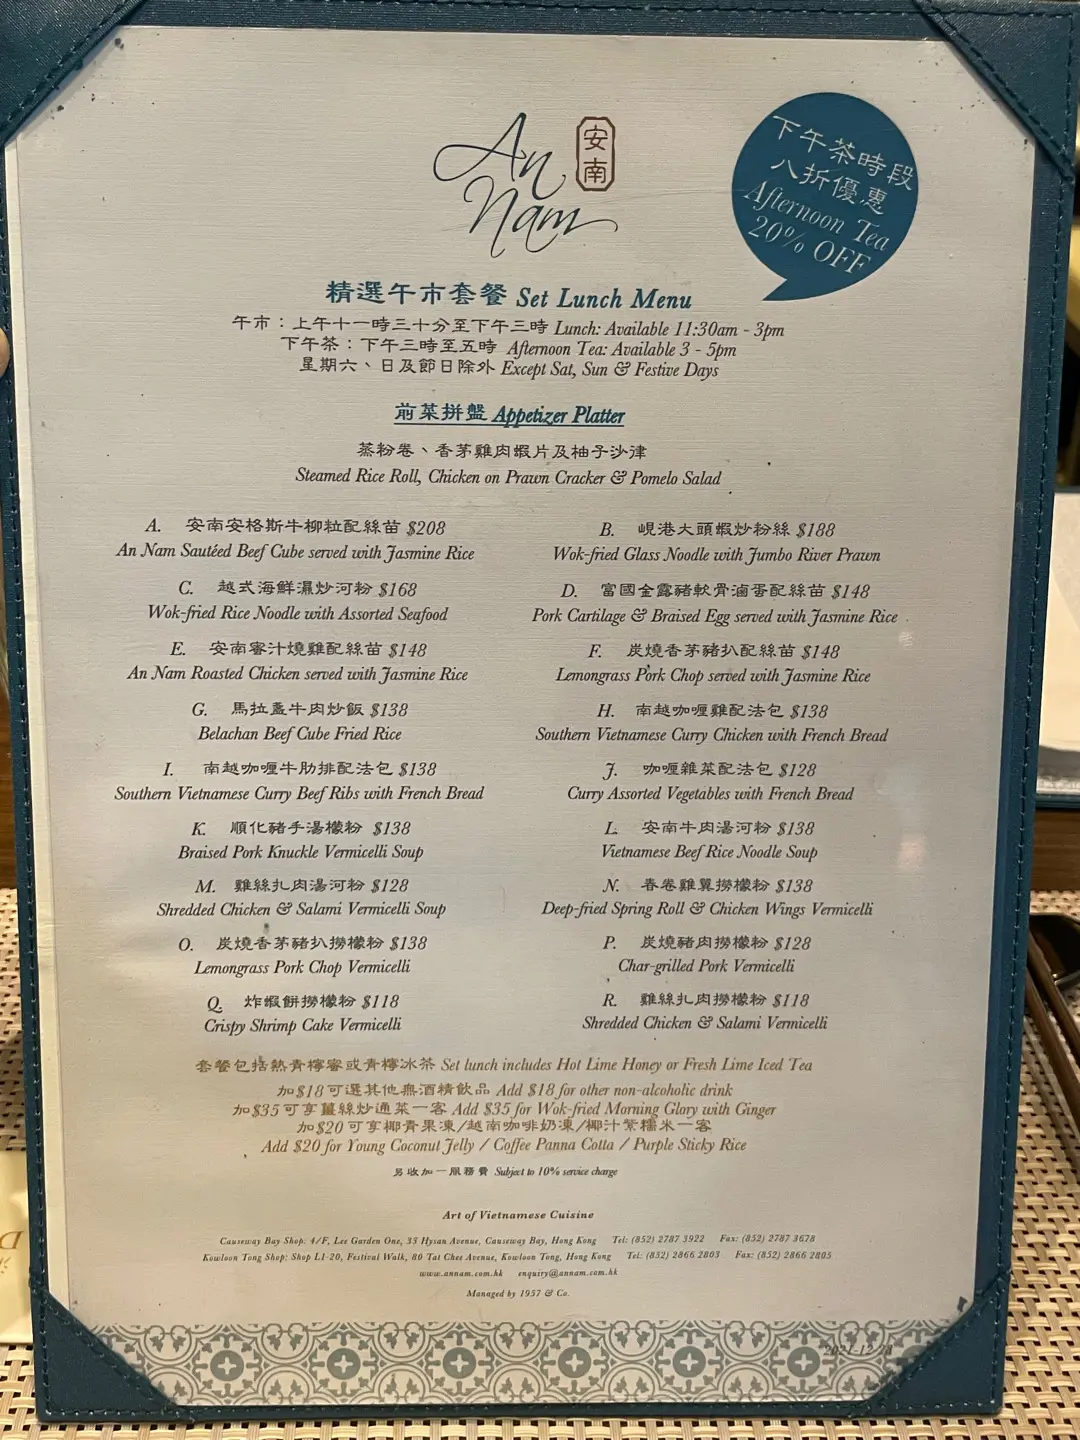 An Nam 安南
下午茶時段
八折優惠
Afternoon Tea
20% OFF
精選午市套餐 Set Lunch Menu
午市：上午十一時三十分至下午三時 Lunch: Available 11:30am - 3pm
下午茶：下午三時至五時 Afternoon Tea: Available 3 - 5pm
星期六、日及節日除外 Except Sat, Sun & Festive Days
前菜拼盤 Appetizer Platter
蒸粉卷、香茅雞肉蝦片及柚子沙律
Steamed Rice Roll, Chicken on Prawn Cracker & Pomelo Salad
A. 安南安格斯牛柳粒配絲苗 $208
An Nam Sautéed Beef Cube served with Jasmine Rice
B. 峴港大頭蝦炒粉絲 $188
Wok-fried Glass Noodle with Jumbo River Prawn
C. 越式海鮮濕炒河粉 $168
Wok-fried Rice Noodle with Assorted Seafood
D. 富國金露豬軟骨滷蛋配絲苗 $148
Pork Cartilage & Braised Egg served with Jasmine Rice
E. 安南蜜汁燒雞配絲苗 $148
An Nam Roasted Chicken served with Jasmine Rice
F. 炭燒香茅豬扒配絲苗 $148
Lemongrass Pork Chop served with Jasmine Rice
G. 馬拉盞牛肉炒飯 $138
Belachan Beef Cube Fried Rice
H. 南越咖喱雞配法包 $138
Southern Vietnamese Curry Chicken with French Bread
I. 南越咖喱牛肋排配法包 $138
Southern Vietnamese Curry Beef Ribs with French Bread
J. 咖喱雜菜配法包 $128
Curry Assorted Vegetables with French Bread
K. 順化豬手湯檬粉 $138
Braised Pork Knuckle Vermicelli Soup
L. 安南牛肉湯河粉 $138
Vietnamese Beef Rice Noodle Soup
M. 雞絲扎肉湯河粉 $128
Shredded Chicken & Salami Vermicelli Soup
N. 春卷雞翼撈檬粉 $138
Deep-fried Spring Roll & Chicken Wings Vermicelli
O. 炭燒香茅豬扒撈檬粉 $138
Lemongrass Pork Chop Vermicelli
P. 炭燒豬肉撈檬粉 $128
Char-grilled Pork Vermicelli
Q. 炸蝦餅撈檬粉 $118
Crispy Shrimp Cake Vermicelli
R. 雞絲扎肉撈檬粉 $118
Shredded Chicken & Salami Vermicelli
套餐包括熱青檸蜜或青檸冰茶 Set lunch includes Hot Lime Honey or Fresh Lime Iced Tea
加$18可選其他無酒精飲品 Add $18 for other non-alcoholic drink
加$35可享薑絲炒通菜一客 Add $35 for Wok-fried Morning Glory with Ginger
加$20可享椰青果凍/越南咖啡奶凍/椰汁紫糯米一客
Add $20 for Young Coconut Jelly / Coffee Panna Cotta / Purple Sticky Rice
另收加一服務費 Subject to 10% service charge
Art of Vietnamese Cuisine
Causeway Bay Shop: 4/F, Lee Garden One, 33 Hysan Avenue, Causeway Bay, Hong Kong Tel: (852) 2787 3922 Fax: (852) 2787 3678
Kowloon Tong Shop: Shop L1-20, Festival Walk, 80 Tat Chee Avenue, Kowloon Tong, Hong Kong Tel: (852) 2866 2803 Fax: (852) 2866 2805
www.annam.com.hk enquiry@annam.com.hk
Managed by 1957 & Co.